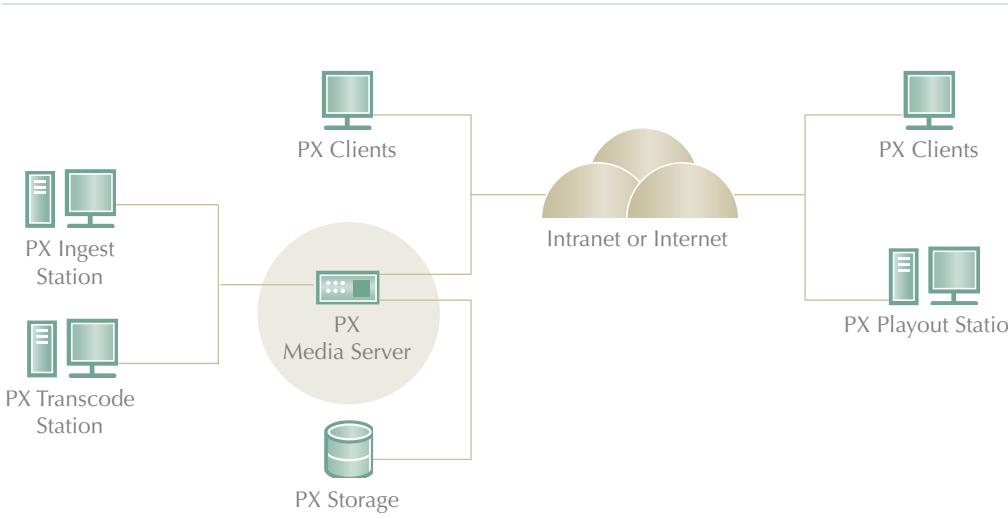 PX Clients
PX Clients
PX Ingest
Station
Intranet or Internet
PX
Media Server
PX Playout Statio
PX Transcode
Station
PX Storage